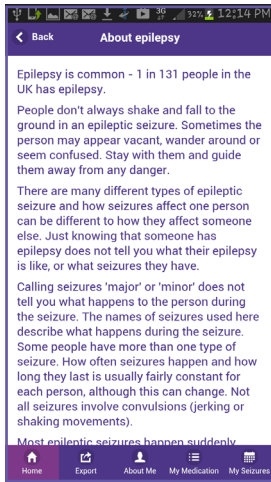 3G 32% 12:14 PM
Back About epilepsy
Epilepsy is common - 1 in 131 people in the
UK has epilepsy.
People don't always shake and fall to the
ground in an epileptic seizure. Sometimes the
person may appear vacant, wander around or
seem confused. Stay with them and guide
them away from any danger.
There are many different types of epileptic
seizure and how seizures affect one person
can be different to how they affect someone
else. Just knowing that someone has
epilepsy does not tell you what their epilepsy
is like, or what seizures they have.
Calling seizures 'major' or 'minor' does not
tell you what happens to the person during
the seizure. The names of seizures used here
describe what happens during the seizure.
Some people have more than one type of
seizure. How often seizures happen and how
long they last is usually fairly constant for
each person, although this can change. Not
all seizures involve convulsions (jerking or
shaking movements).
Most epileptic seizures happen suddenly
Home Export About Me My Medication My Seizures